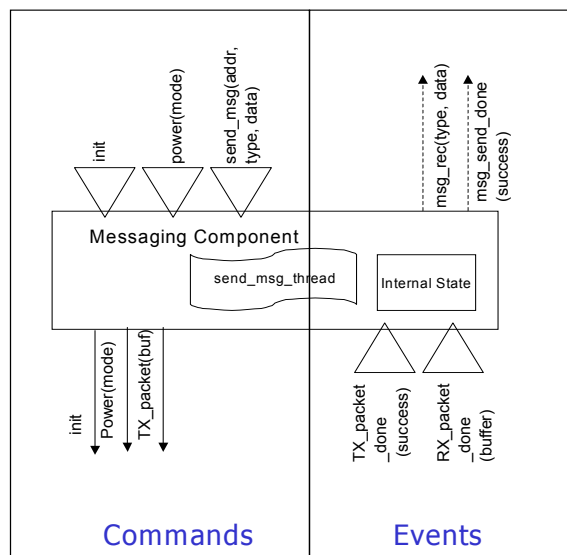 init
power(mode)
send_msg(addr,
type, data)
msg_rec(type, data)
msg_send_done
(success)
Messaging Component
send_msg_thread
Internal State
init
Power(mode)
TX_packet(buf)
TX_packet
_done
(success)
RX_packet
_done
(buffer)
Commands
Events